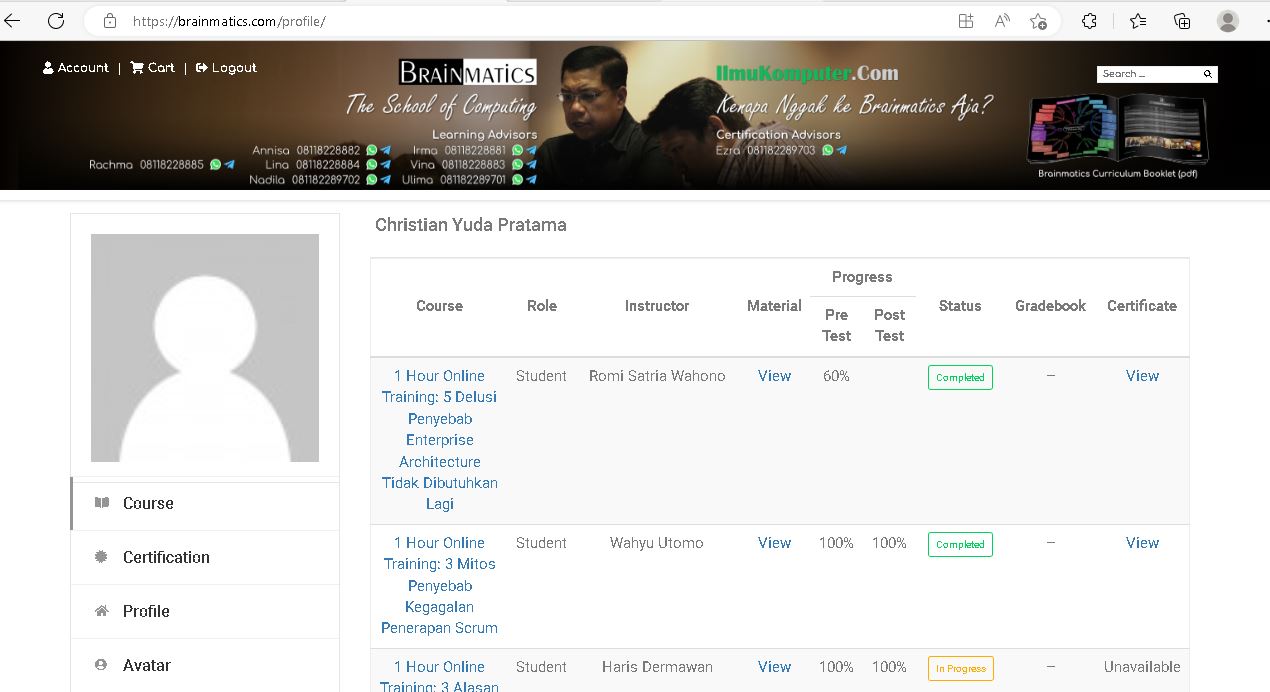 https://brainmatics.com/profile/
Account | Cart | Logout
BRAINMATICS
The School of Computing
Learning Advisors
Annisa 08118228882 Irma 08118228881
Rachma 08118228885 Lina 08118228884 Vina 08118228883
Nadila 081182289702 Ulima 081182289701
IlmuKomputer.Com
Kenapa Nggak ke Brainmatics Aja?
Certification Advisors
Ezra 081182289703
Search ...
Brainmatics Curriculum Booklet (pdf)
Course
Certification
Profile
Avatar
Christian Yuda Pratama
Progress
Course Role Instructor Material Pre Test Post Test Status Gradebook Certificate
1 Hour Online Student Romi Satria Wahono View 60% Completed – View
Training: 5 Delusi
Penyebab
Enterprise
Architecture
Tidak Dibutuhkan
Lagi
1 Hour Online Student Wahyu Utomo View 100% 100% Completed – View
Training: 3 Mitos
Penyebab
Kegagalan
Penerapan Scrum
1 Hour Online Student Haris Dermawan View 100% 100% In Progress – Unavailable
Training: 3 Alasan